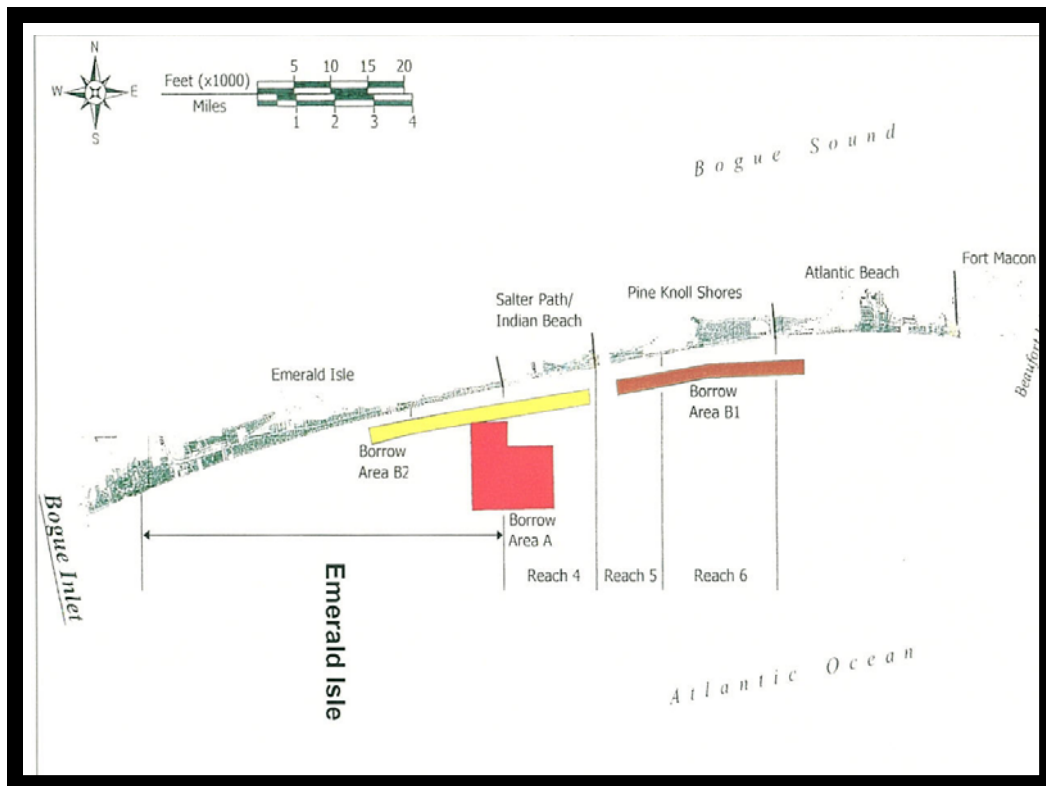 N
W E
S
Feet (x1000)
5 10 15 20
Miles
1 2 3 4
Bogue Sound
Fort Macon
Atlantic Beach
Pine Knoll Shores
Salter Path/
Indian Beach
Emerald Isle
Beaufort
Borrow
Area B1
Borrow
Area B2
Borrow
Area A
Bogue Inlet
Emerald Isle
Reach 4 Reach 5 Reach 6
Atlantic Ocean